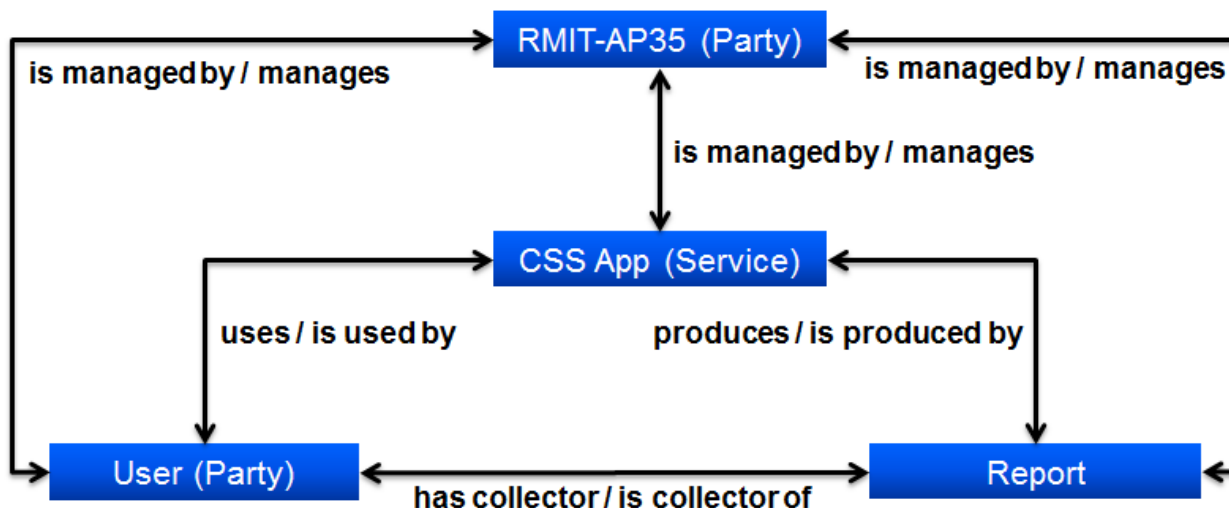 RMIT-AP35 (Party)
is managed by / manages
is managed by / manages
is managed by / manages
CSS App (Service)
uses / is used by
produces / is produced by
User (Party)
Report
has collector / is collector of